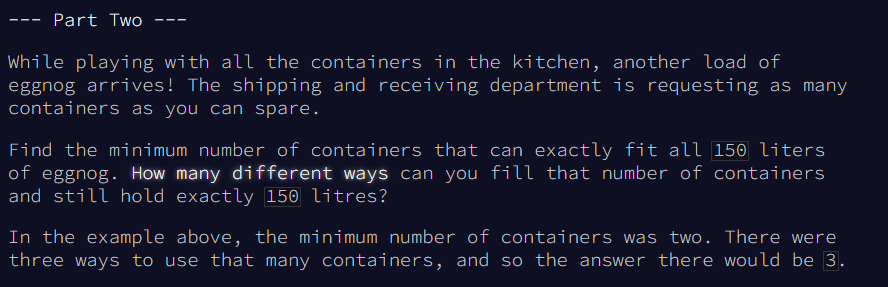 --- Part Two ---
While playing with all the containers in the kitchen, another load of
eggnog arrives! The shipping and receiving department is requesting as many
containers as you can spare.
Find the minimum number of containers that can exactly fit all 150 liters
of eggnog. How many different ways can you fill that number of containers
and still hold exactly 150 litres?
In the example above, the minimum number of containers was two. There were
three ways to use that many containers, and so the answer there would be 3.